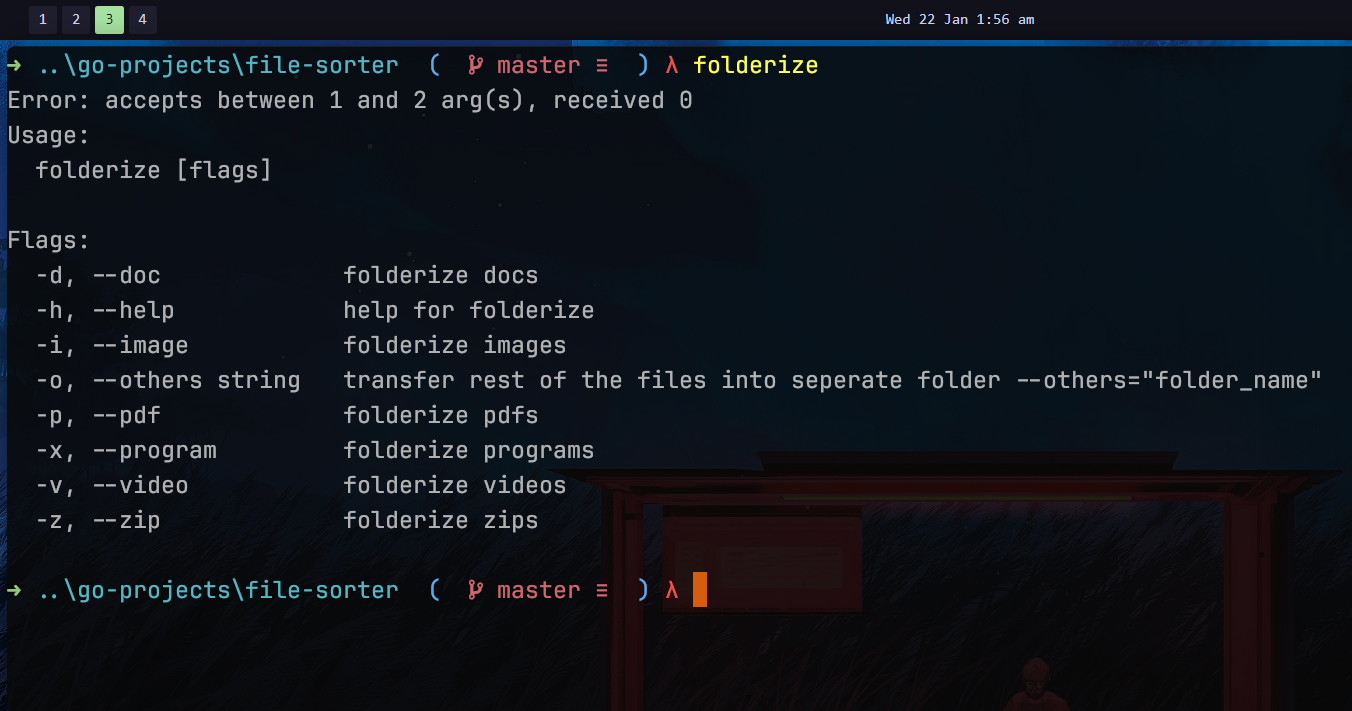 1 2 3 4 Wed 22 Jan 1:56 am
➜ ..\go-projects\file-sorter ( master ≡ ) λ folderize
Error: accepts between 1 and 2 arg(s), received 0
Usage:
  folderize [flags]

Flags:
  -d, --doc             folderize docs
  -h, --help            help for folderize
  -i, --image           folderize images
  -o, --others string   transfer rest of the files into seperate folder --others="folder_name"
  -p, --pdf             folderize pdfs
  -x, --program         folderize programs
  -v, --video           folderize videos
  -z, --zip             folderize zips

➜ ..\go-projects\file-sorter ( master ≡ ) λ